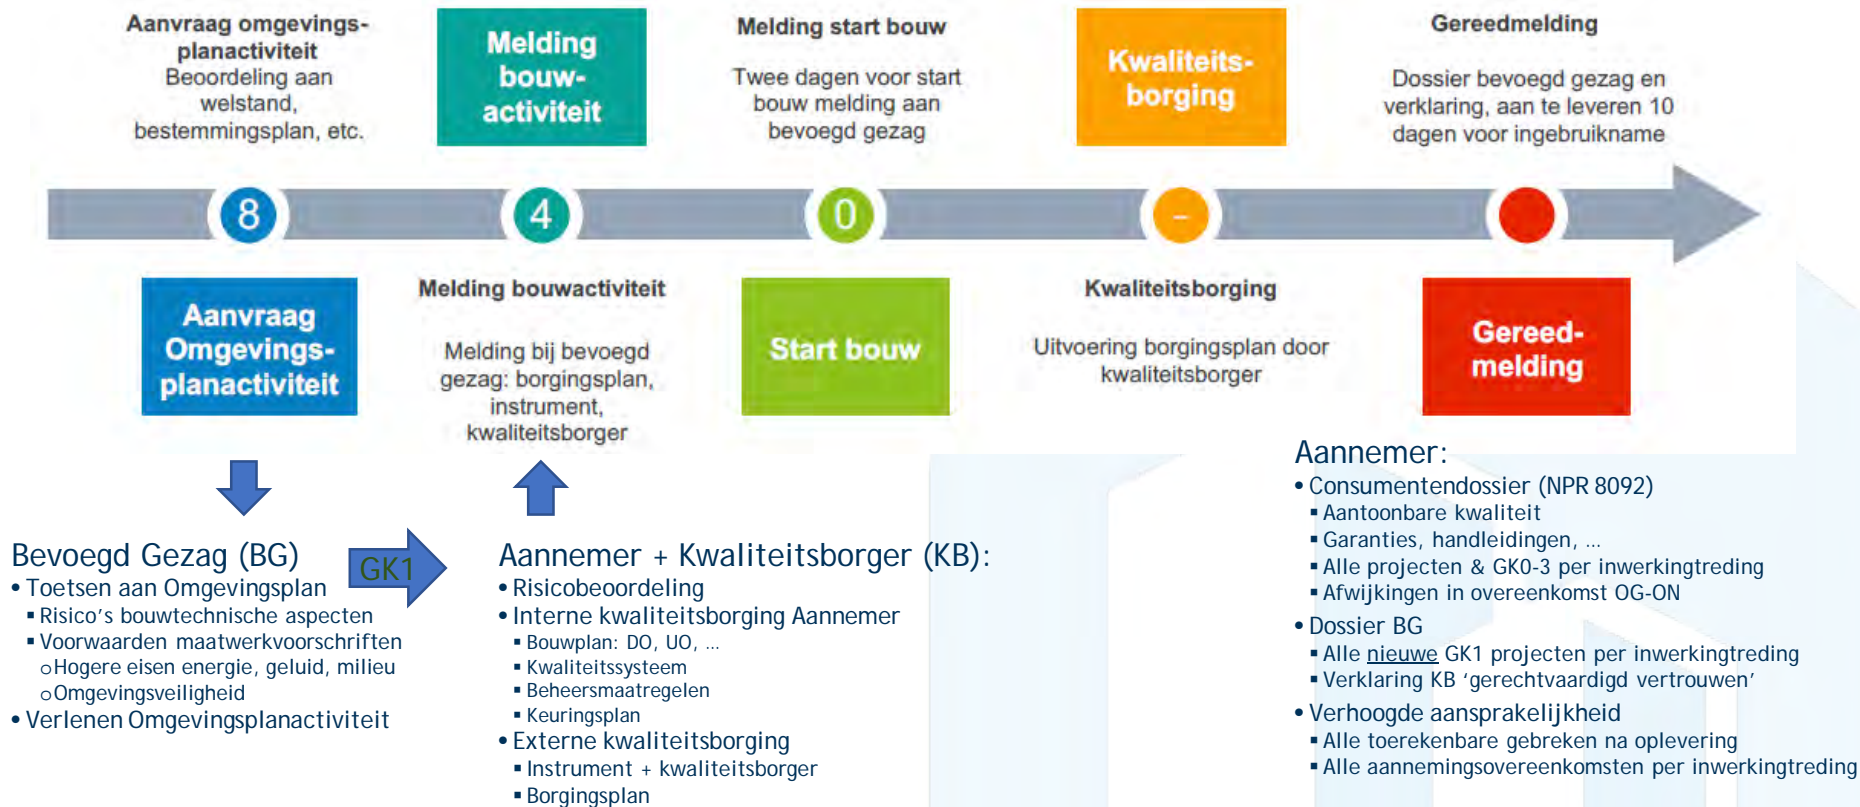 Aanvraag omgevings-
planactiviteit
Beoordeling aan
welstand,
bestemmingsplan, etc.
Melding
bouw-
activiteit
Melding start bouw
Twee dagen voor start
bouw melding aan
bevoegd gezag
Kwaliteits-
borging
Gereedmelding
Dossier bevoegd gezag en
verklaring, aan te leveren 10
dagen voor ingebruikname
8
4
0
-
Aanvraag
Omgevings-
planactiviteit
Melding bouwactiviteit
Melding bij bevoegd
gezag: borgingsplan,
instrument,
kwaliteitsborger
Start bouw
Kwaliteitsborging
Uitvoering borgingsplan door
kwaliteitsborger
Gereed-
melding
Bevoegd Gezag (BG)
• Toetsen aan Omgevingsplan
▪ Risico's bouwtechnische aspecten
▪ Voorwaarden maatwerkvoorschriften
o Hogere eisen energie, geluid, milieu
o Omgevingsveiligheid
• Verlenen Omgevingsplanactiviteit
GK1
Aannemer + Kwaliteitsborger (KB):
• Risicobeoordeling
• Interne kwaliteitsborging Aannemer
▪ Bouwplan: DO, UO, …
▪ Kwaliteitssysteem
▪ Beheersmaatregelen
▪ Keuringsplan
• Externe kwaliteitsborging
▪ Instrument + kwaliteitsborger
▪ Borgingsplan
Aannemer:
• Consumentendossier (NPR 8092)
▪ Aantoonbare kwaliteit
▪ Garanties, handleidingen, …
▪ Alle projecten & GK0-3 per inwerkingtreding
▪ Afwijkingen in overeenkomst OG-ON
• Dossier BG
▪ Alle nieuwe GK1 projecten per inwerkingtreding
▪ Verklaring KB 'gerechtvaardigd vertrouwen'
• Verhoogde aansprakelijkheid
▪ Alle toerekenbare gebreken na oplevering
▪ Alle aannemingsovereenkomsten per inwerkingtreding